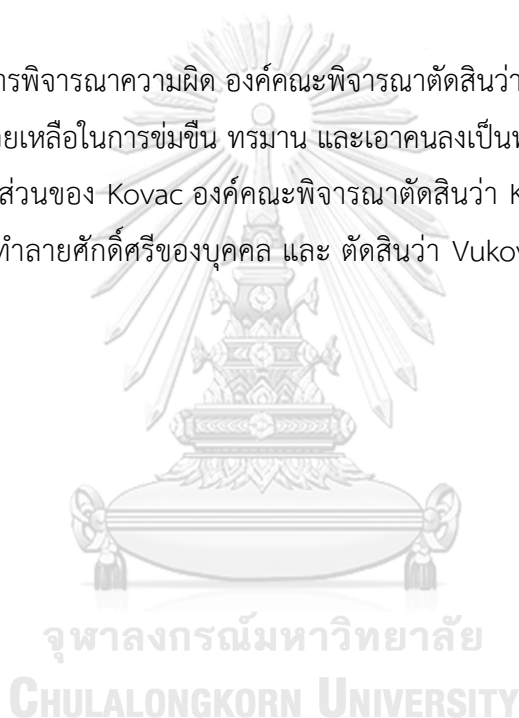 ารพิจารณาความผิด องค์คณะพิจารณาตัดสินว่า
ยเหลือในการข่มขืน ทรมาน และเอาคนลงเป็นท
ส่วนของ Kovac องค์คณะพิจารณาตัดสินว่า K
ทำลายศักดิ์ศรีของบุคคล และ ตัดสินว่า Vukov
จุฬาลงกรณ์มหาวิทยาลัย
CHULALONGKORN UNIVERSITY